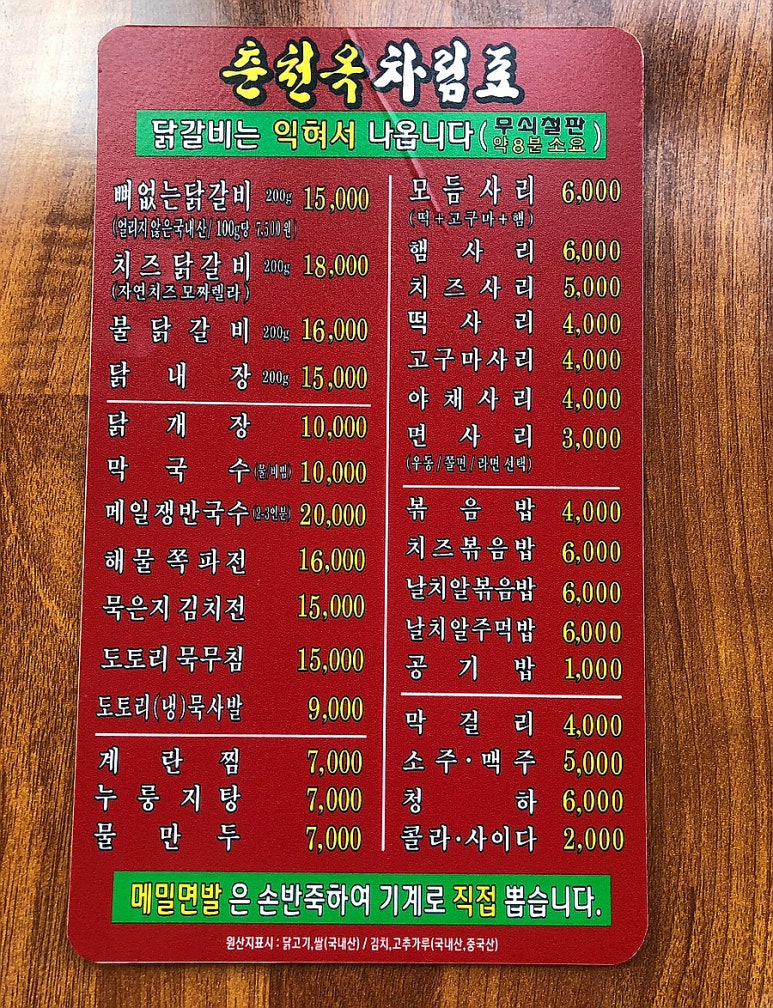 춘천옥 차림표
닭갈비는 익혀서 나옵니다 (무쇠철판 약 8분 소요)
뼈없는닭갈비 200g 15,000
(얼리지않은국내산/100g당 7,500원)
치즈닭갈비 200g 18,000
(자연치즈 모짜렐라)
불닭갈비 200g 16,000
닭내장 200g 15,000
닭개장 10,000
막국수 (물/비빔) 10,000
메일쟁반국수 (2-3인분) 20,000
해물쪽파전 16,000
묵은지 김치전 15,000
도토리 묵무침 15,000
도토리(냉)묵사발 9,000
계란찜 7,000
누룽지탕 7,000
물만두 7,000
모듬사리 6,000
(떡+고구마+햄)
햄사리 6,000
치즈사리 5,000
떡사리 4,000
고구마사리 4,000
야채사리 4,000
면사리 3,000
(우동/쫄면/라면 선택)
볶음밥 4,000
치즈볶음밥 6,000
날치알볶음밥 6,000
날치알주먹밥 6,000
공기밥 1,000
막걸리 4,000
소주·맥주 5,000
청하 6,000
콜라·사이다 2,000
메밀면발 은 손반죽하여 기계로 직접 뽑습니다.
원산지표시 : 닭고기,쌀(국내산) / 김치,고추가루(국내산,중국산)